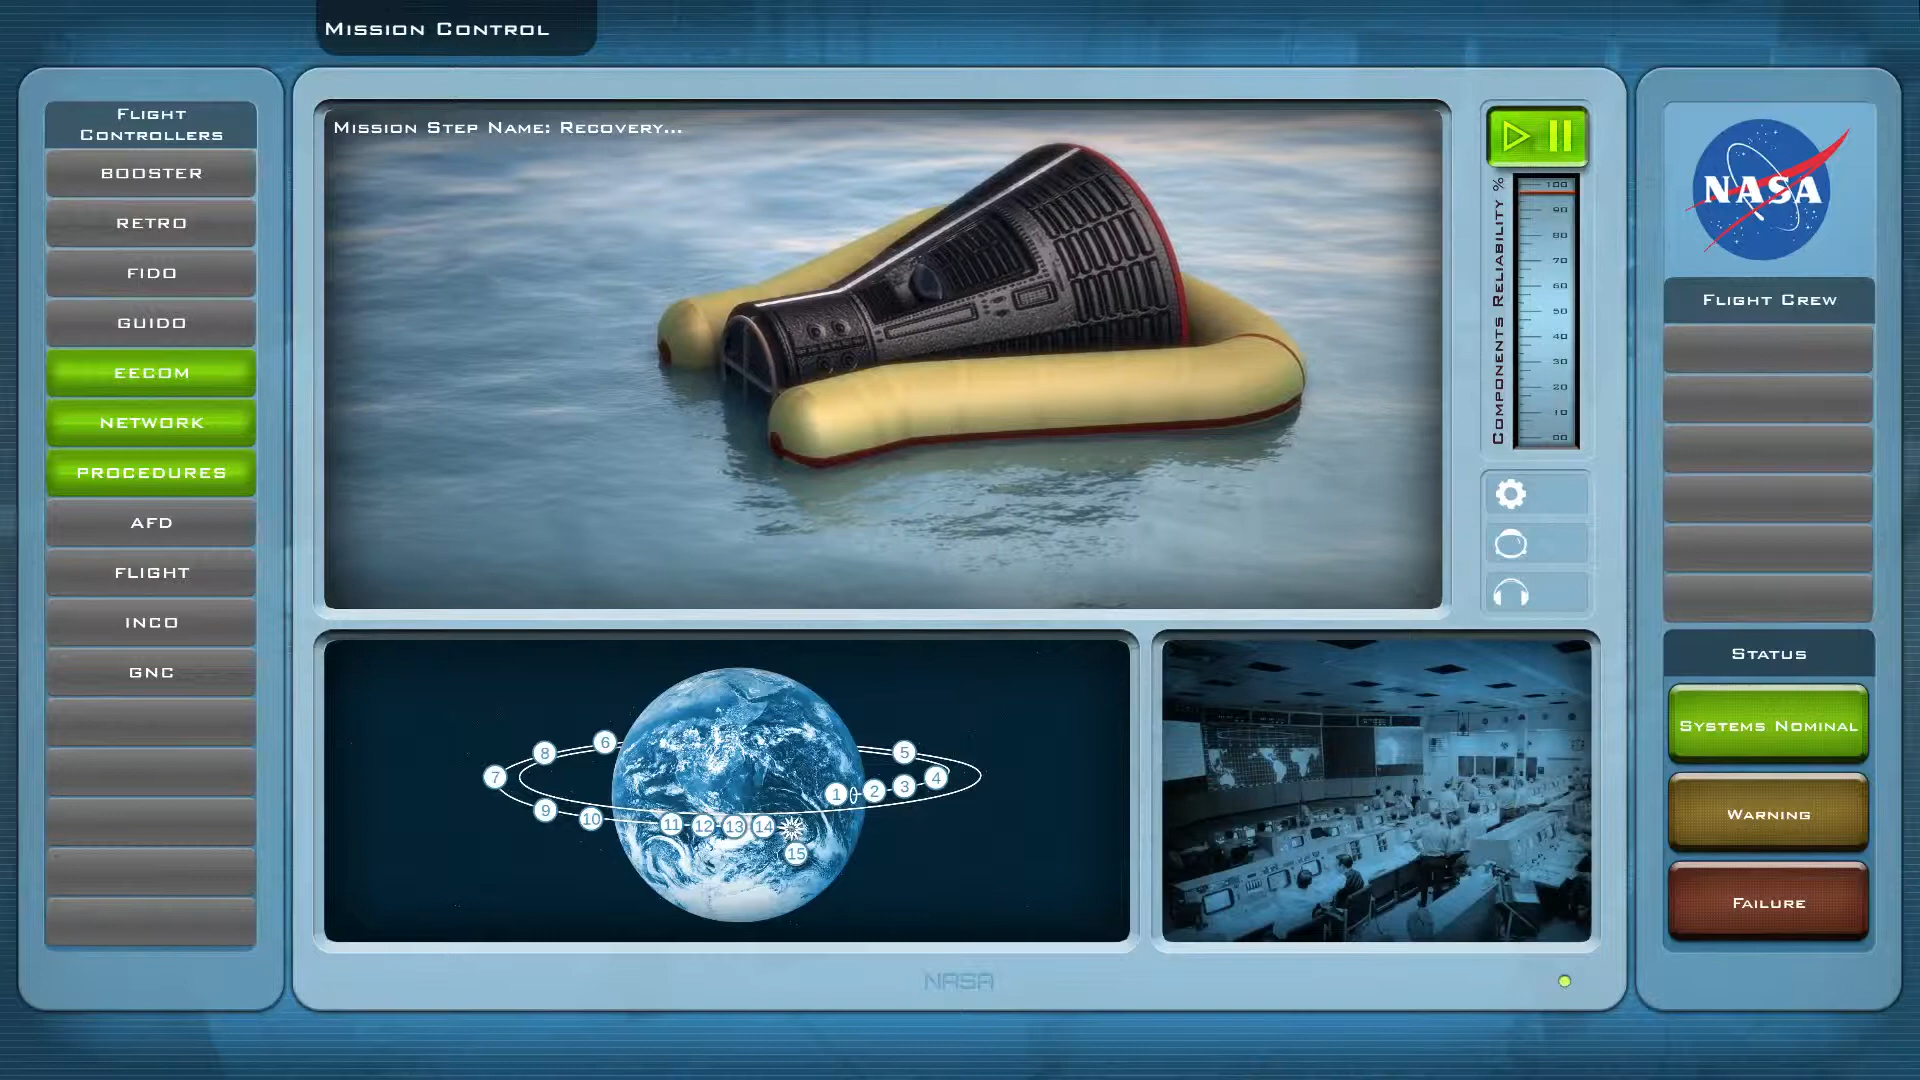 Mission Control
Flight
Controllers
BOOSTER
RETRO
FIDO
GUIDO
EECOM
NETWORK
PROCEDURES
AFD
FLIGHT
INCO
GNC
Mission Step Name: Recovery...
Components Reliability %
100
90
80
70
60
50
40
30
20
10
00
6
8
7
9
10
11
12
13
14
15
1
2
3
4
5
NASA
NASA
Flight Crew
Status
Systems Nominal
Warning
Failure